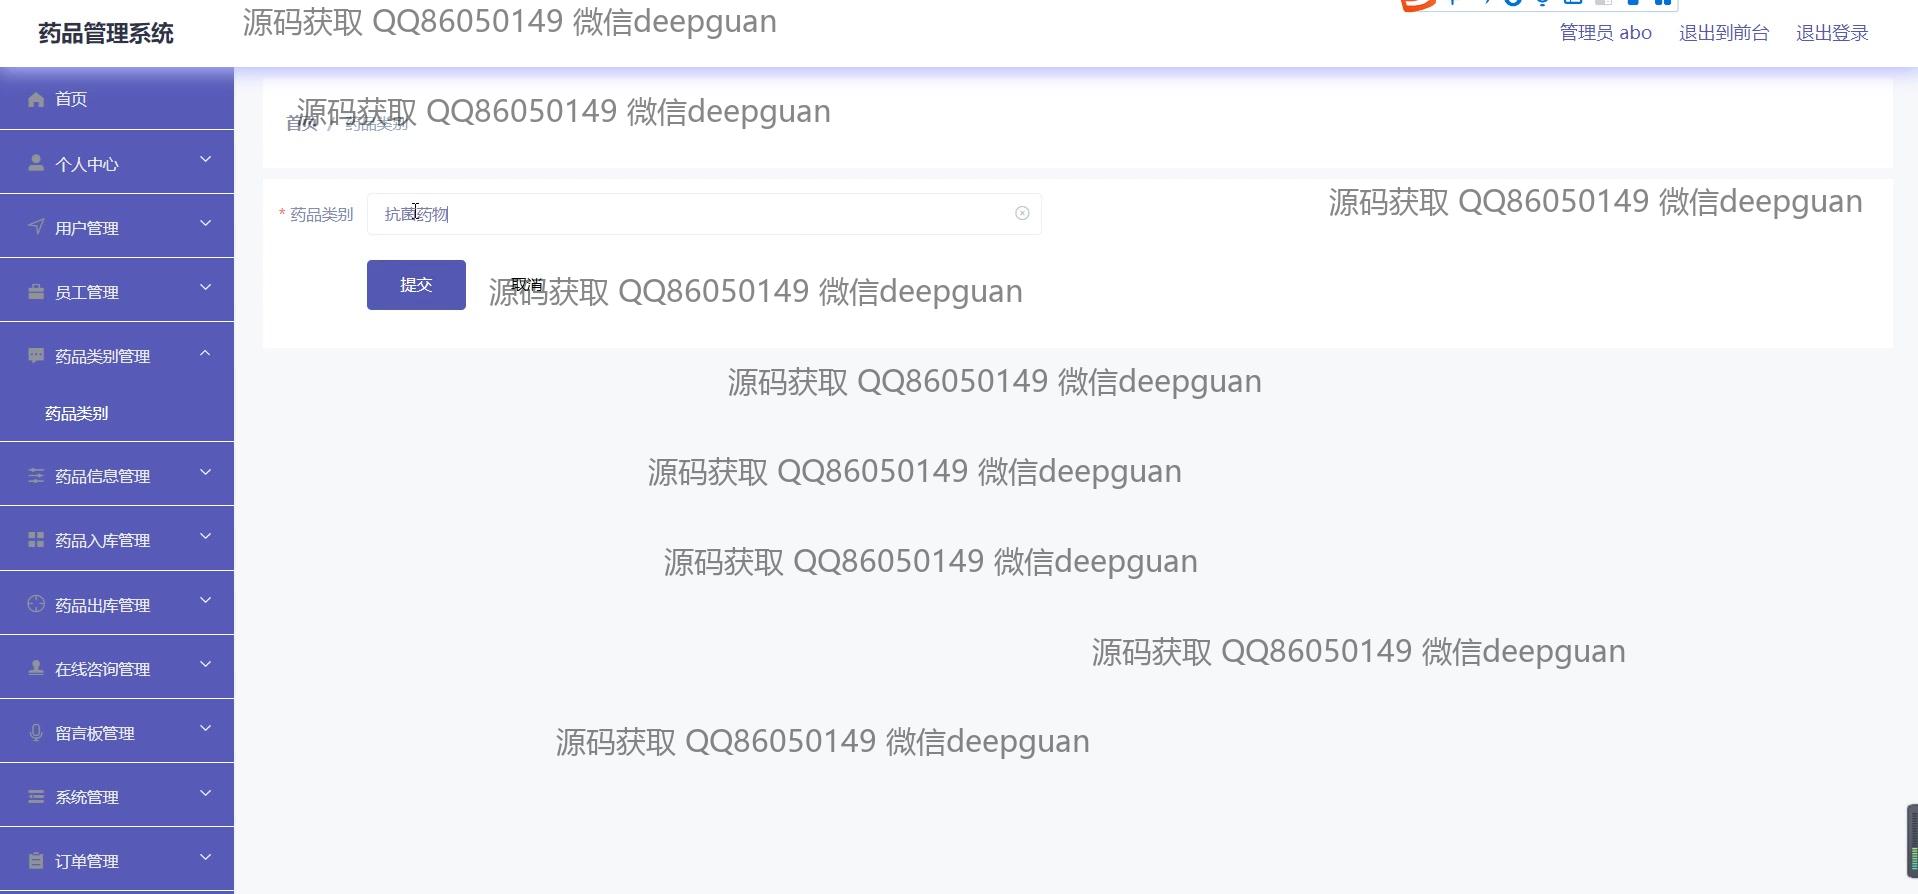 药品管理系统
源码获取 QQ86050149 微信deepguan
管理员 abo
退出到前台
退出登录
首页
个人中心
用户管理
员工管理
药品类别管理
药品类别
药品信息管理
药品入库管理
药品出库管理
在线咨询管理
留言板管理
系统管理
订单管理
源码获取 QQ86050149 微信deepguan
首页 / 药品类别
* 药品类别 抗菌药物
源码获取 QQ86050149 微信deepguan
提交
取消
源码获取 QQ86050149 微信deepguan
源码获取 QQ86050149 微信deepguan
源码获取 QQ86050149 微信deepguan
源码获取 QQ86050149 微信deepguan
源码获取 QQ86050149 微信deepguan
源码获取 QQ86050149 微信deepguan